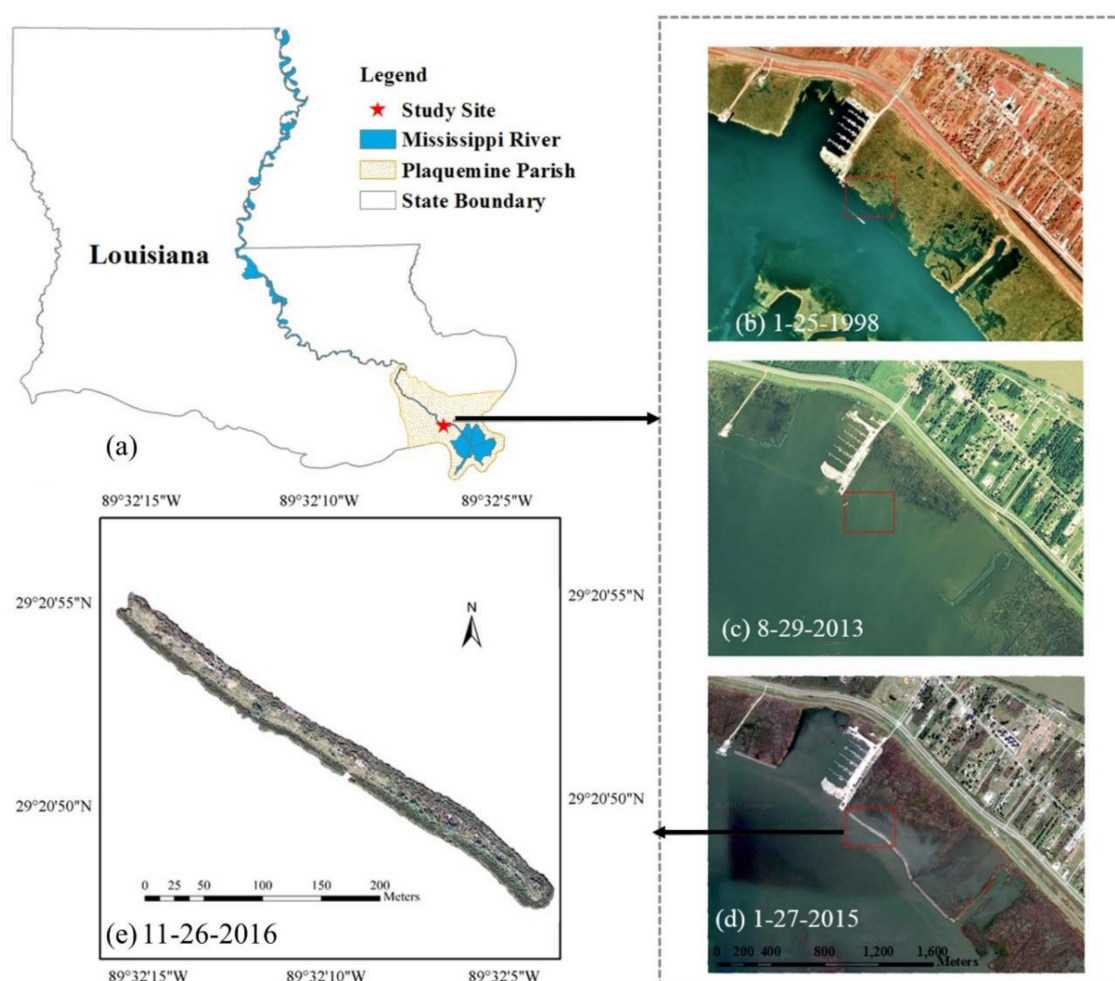 Legend
Study Site
Mississippi River
Plaquemine Parish
State Boundary
Louisiana
(a)
(b) 1-25-1998
(c) 8-29-2013
(d) 1-27-2015
0 200 400 800 1,200 1,600
Meters
89°32'15"W 89°32'10"W 89°32'5"W
29°20'55"N 29°20'55"N
N
29°20'50"N 29°20'50"N
0 25 50 100 150 200
Meters
(e) 11-26-2016
89°32'15"W 89°32'10"W 89°32'5"W